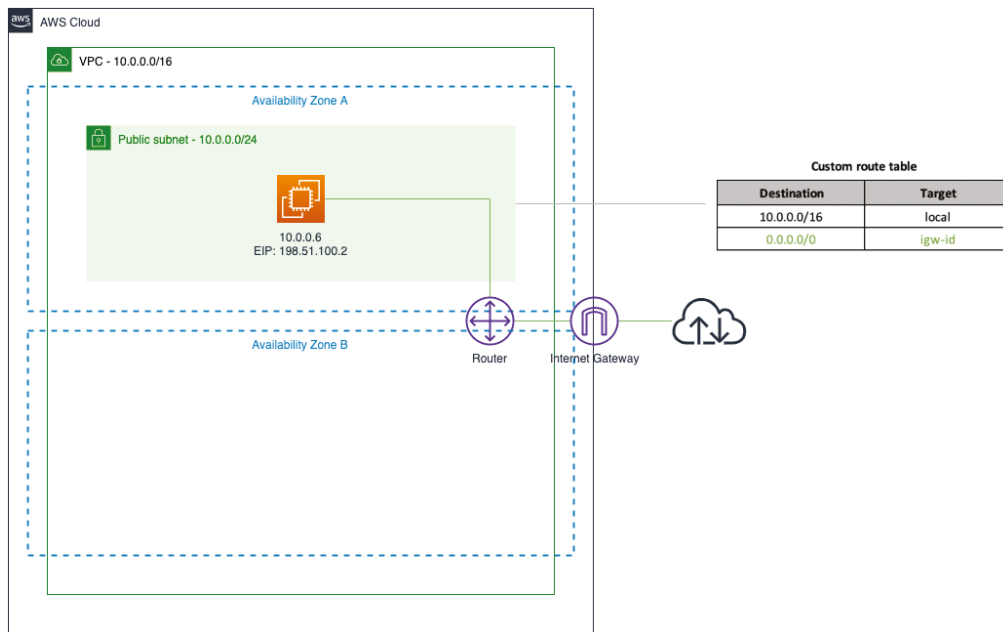 aws
AWS Cloud
VPC - 10.0.0.0/16
Availability Zone A
Public subnet - 10.0.0.0/24
10.0.0.6
EIP: 198.51.100.2
Custom route table
Destination Target
10.0.0.0/16 local
0.0.0.0/0 igw-id
Availability Zone B
Router
Internet Gateway